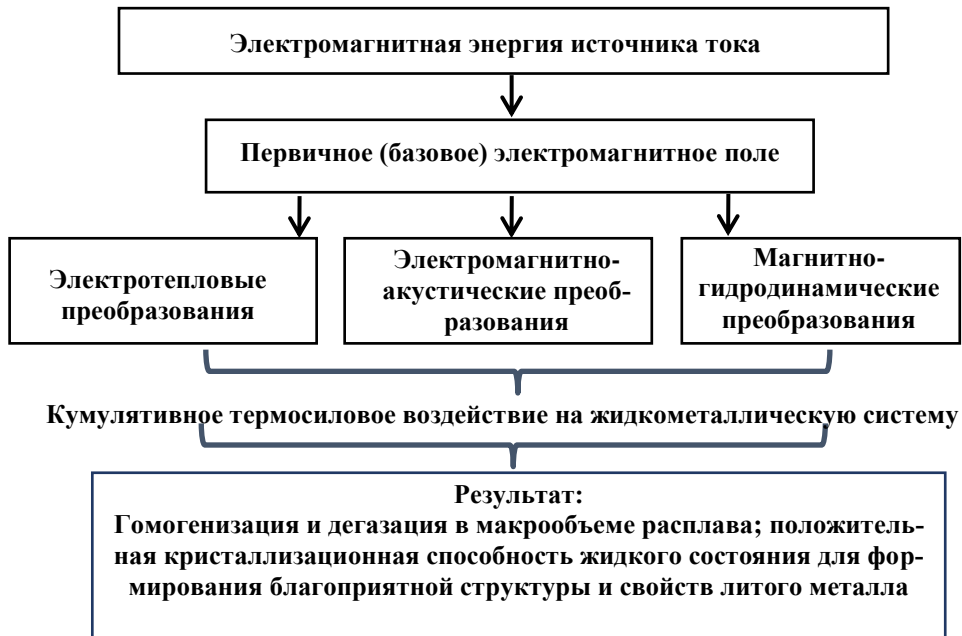 Электромагнитная энергия источника тока
Первичное (базовое) электромагнитное поле
Электротепловые
преобразования
Электромагнитно-
акустические преоб-
разования
Магнитно-
гидродинамические
преобразования
Кумулятивное термосиловое воздействие на жидкометаллическую систему
Результат:
Гомогенизация и дегазация в макрообъеме расплава; положитель-
ная кристаллизационная способность жидкого состояния для фор-
мирования благоприятной структуры и свойств литого металла